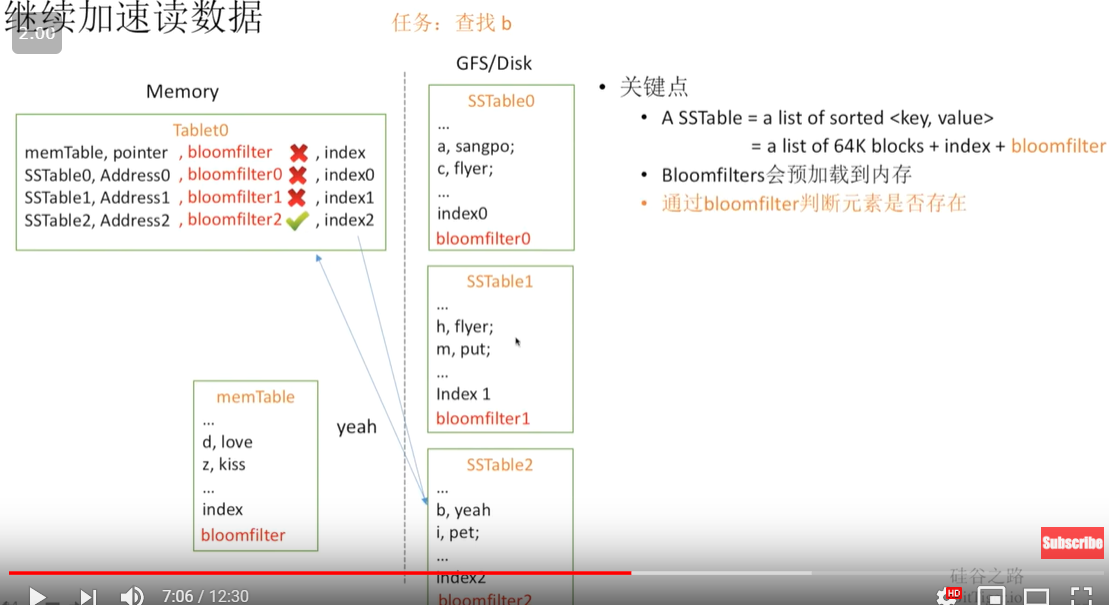 继续加速读数据
2.00
任务：查找 b
Memory
Tablet0
memTable, pointer , bloomfilter ❌ , index
SSTable0, Address0 , bloomfilter0 ❌ , index0
SSTable1, Address1 , bloomfilter1 ❌ , index1
SSTable2, Address2 , bloomfilter2 ✔ , index2
memTable
...
d, love
z, kiss
...
index
bloomfilter
yeah
GFS/Disk
SSTable0
...
a, sangpo;
c, flyer;
...
index0
bloomfilter0
SSTable1
...
h, flyer;
m, put;
...
Index 1
bloomfilter1
SSTable2
...
b, yeah
i, pet;
...
index2
bloomfilter2
• 关键点
• A SSTable = a list of sorted <key, value>
= a list of 64K blocks + index + bloomfilter
• Bloomfilters会预加载到内存
• 通过bloomfilter判断元素是否存在
Subscribe
硅谷之路
7:06 / 12:30
HD